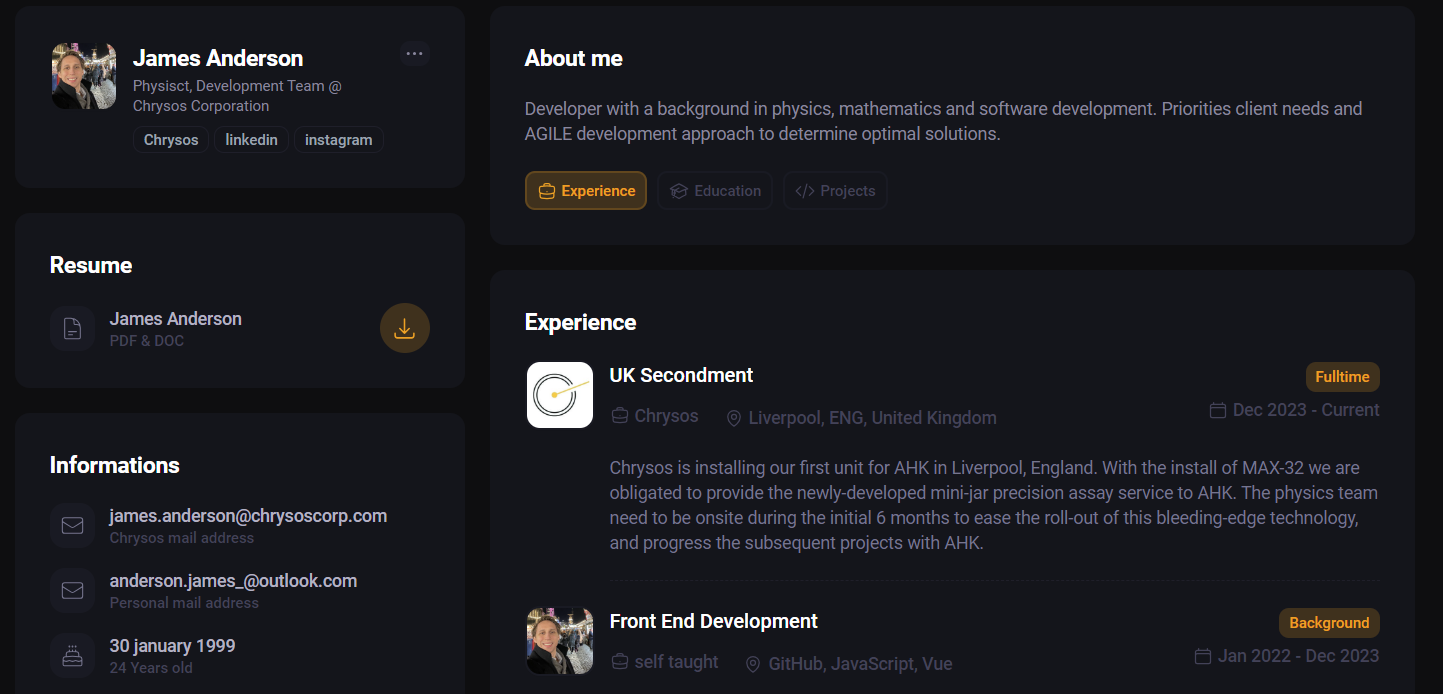 James Anderson
Physisct, Development Team @
Chrysos Corporation
Chrysos linkedin instagram
Resume
James Anderson
PDF & DOC
Informations
james.anderson@chrysoscorp.com
Chrysos mail address
anderson.james_@outlook.com
Personal mail address
30 january 1999
24 Years old
About me
Developer with a background in physics, mathematics and software development. Priorities client needs and
AGILE development approach to determine optimal solutions.
Experience Education Projects
Experience
UK Secondment Fulltime
Chrysos Liverpool, ENG, United Kingdom Dec 2023 - Current
Chrysos is installing our first unit for AHK in Liverpool, England. With the install of MAX-32 we are
obligated to provide the newly-developed mini-jar precision assay service to AHK. The physics team
need to be onsite during the initial 6 months to ease the roll-out of this bleeding-edge technology,
and progress the subsequent projects with AHK.
Front End Development Background
self taught GitHub, JavaScript, Vue Jan 2022 - Dec 2023